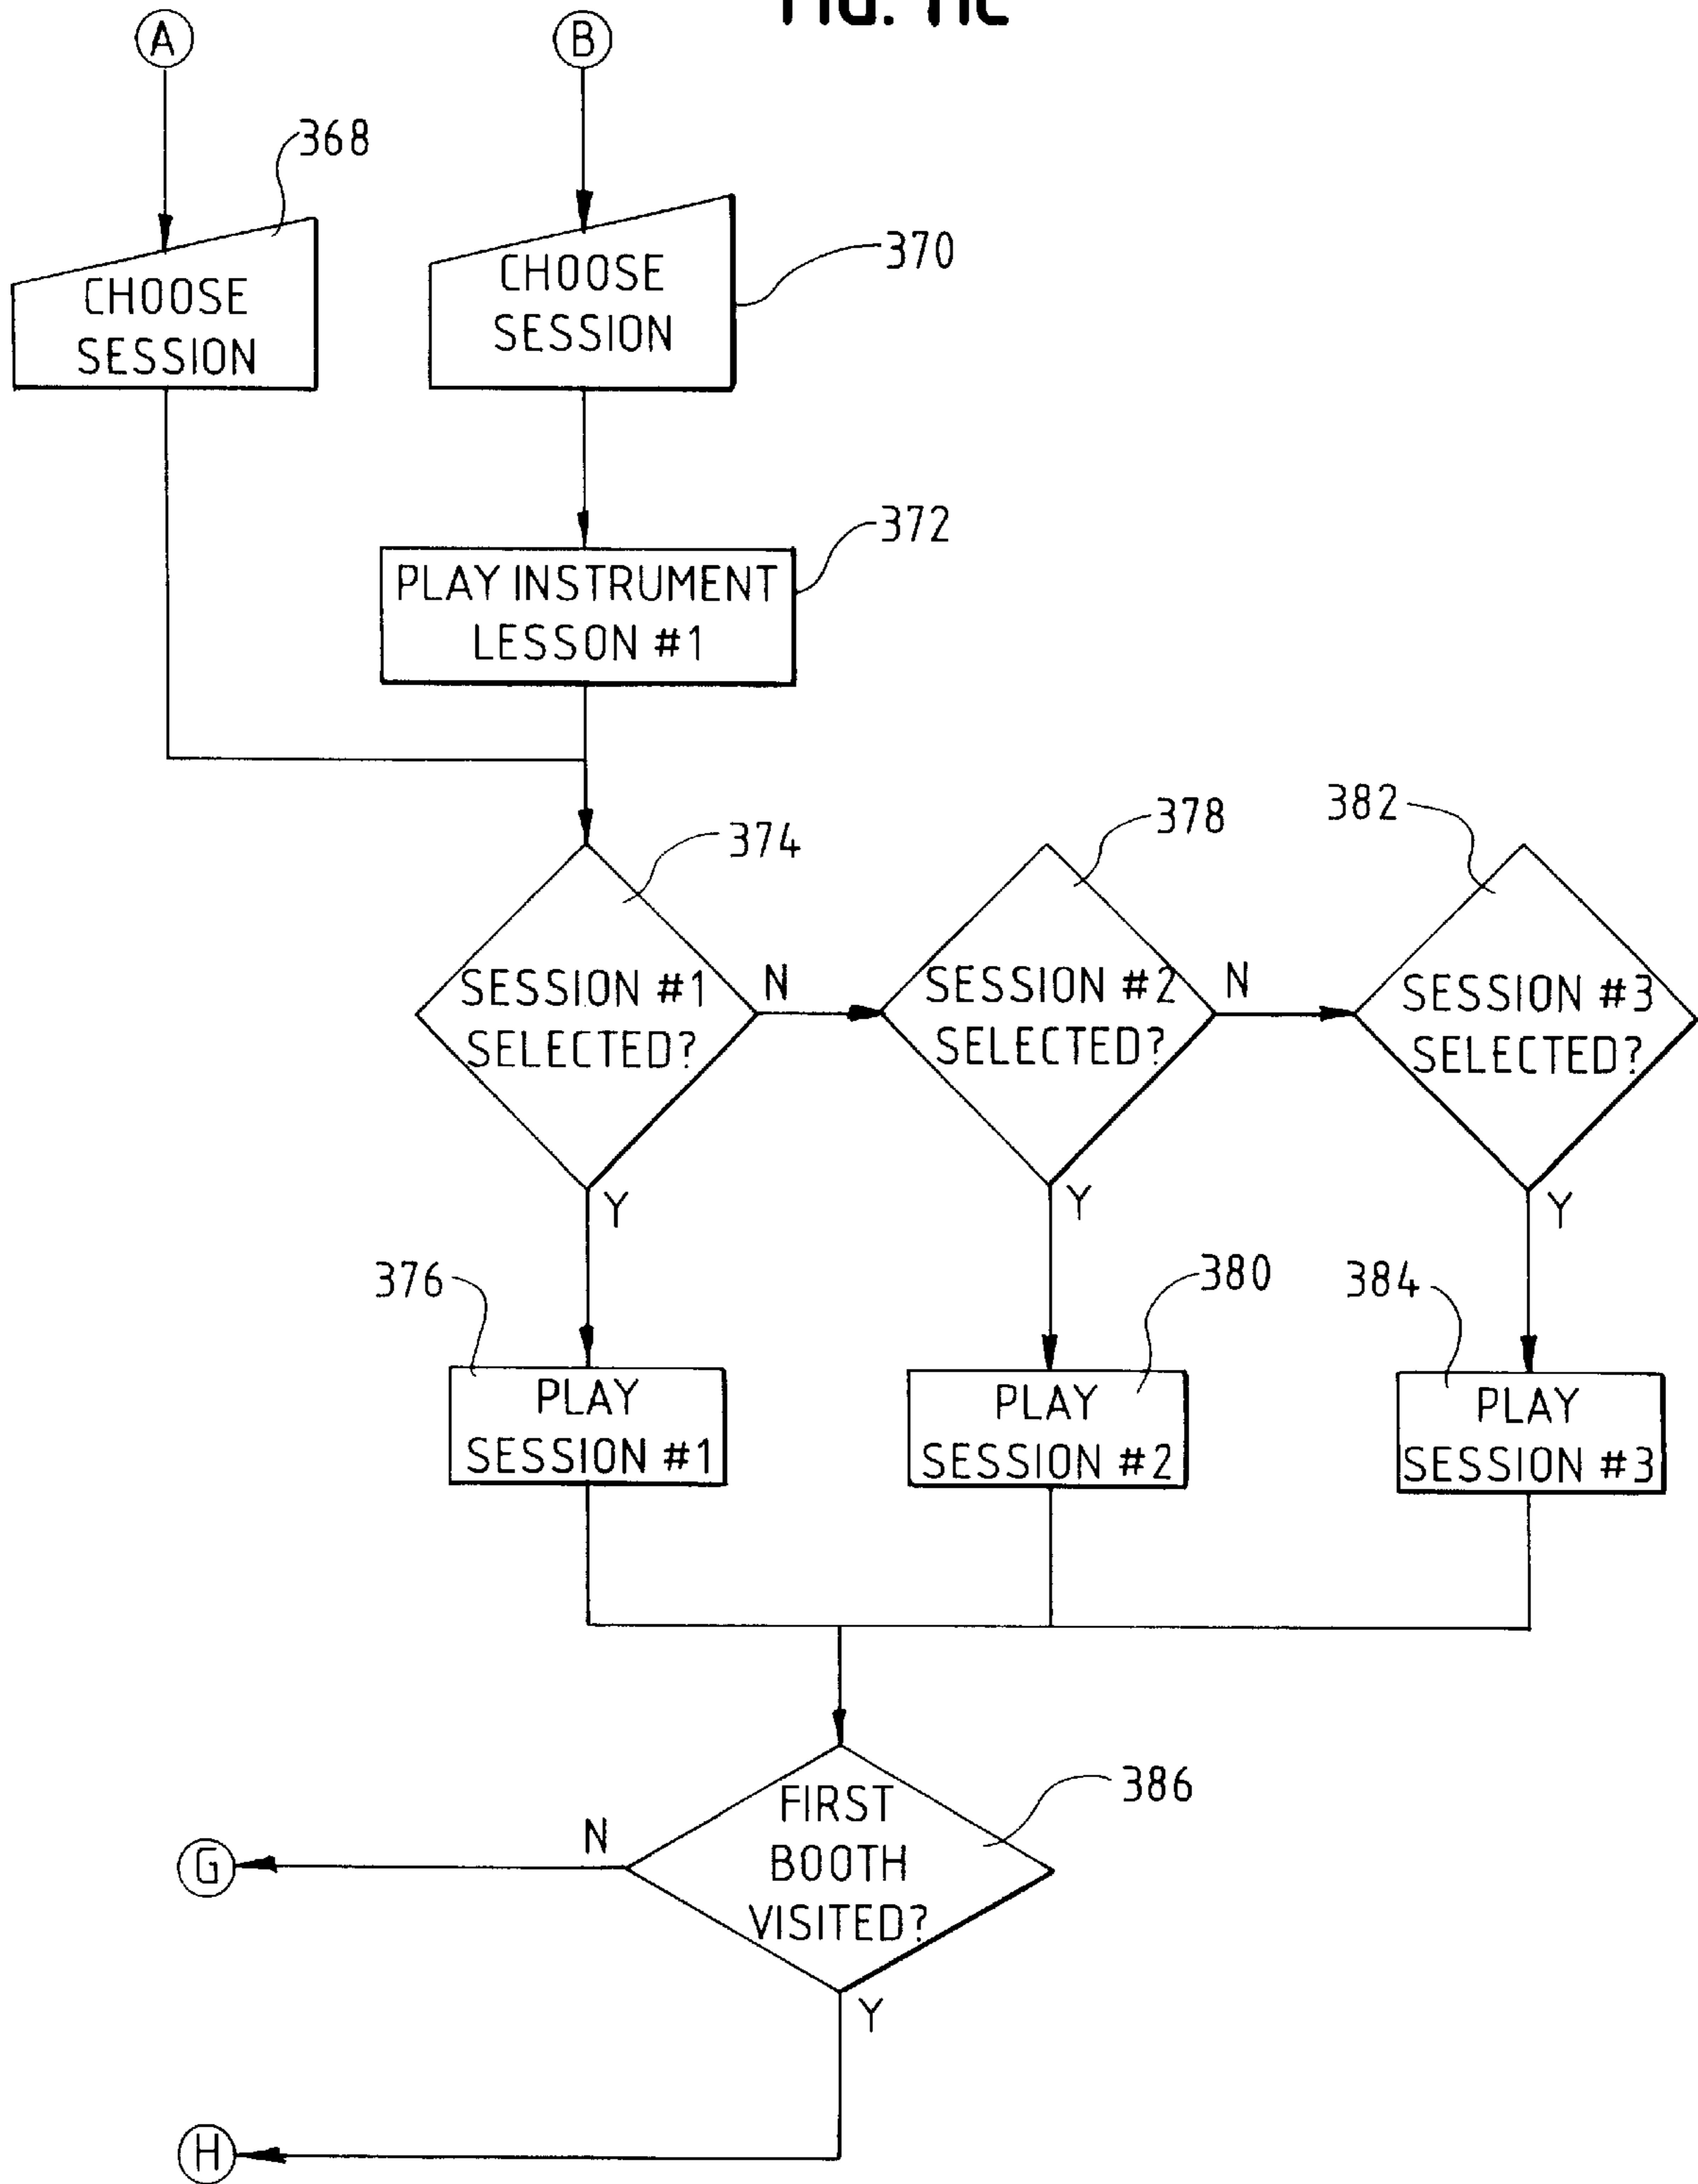 FIG. 11C
A
B
368
CHOOSE
SESSION
370
CHOOSE
SESSION
372
PLAY INSTRUMENT
LESSON #1
374
SESSION #1
SELECTED?
N
Y
378
SESSION #2
SELECTED?
N
Y
382
SESSION #3
SELECTED?
Y
376
PLAY
SESSION #1
380
PLAY
SESSION #2
384
PLAY
SESSION #3
386
FIRST
BOOTH
VISITED?
N
G
Y
H